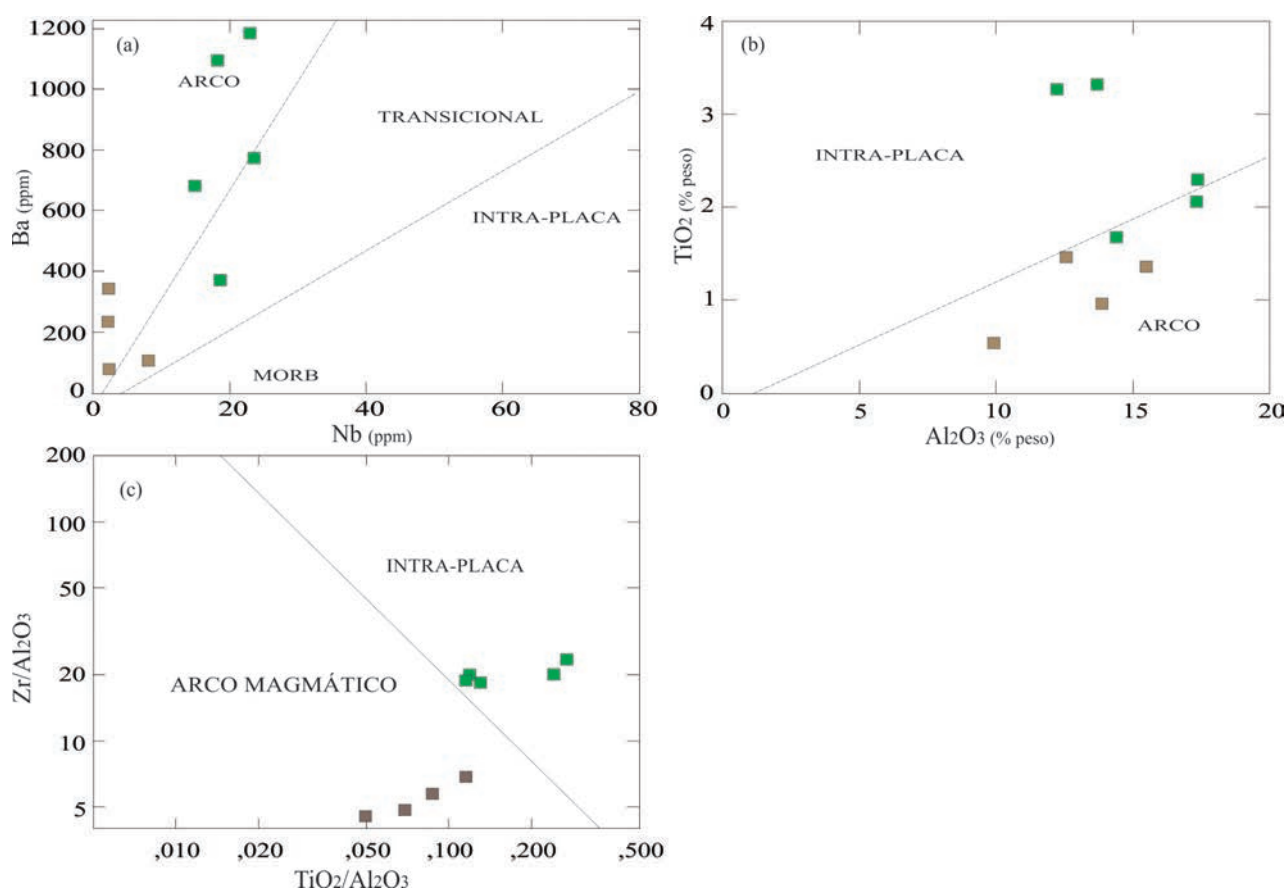 (a)
1200
1000
800
600
400
200
0
Ba (ppm)
ARCO
TRANSICIONAL
INTRA-PLACA
MORB
0 20 40 60 80
Nb (ppm)
(b)
4
3
2
1
0
TiO2 (% peso)
INTRA-PLACA
ARCO
0 5 10 15 20
Al2O3 (% peso)
(c)
200
100
50
20
10
5
Zr/Al2O3
INTRA-PLACA
ARCO MAGMÁTICO
,010 ,020 ,050 ,100 ,200 ,500
TiO2/Al2O3